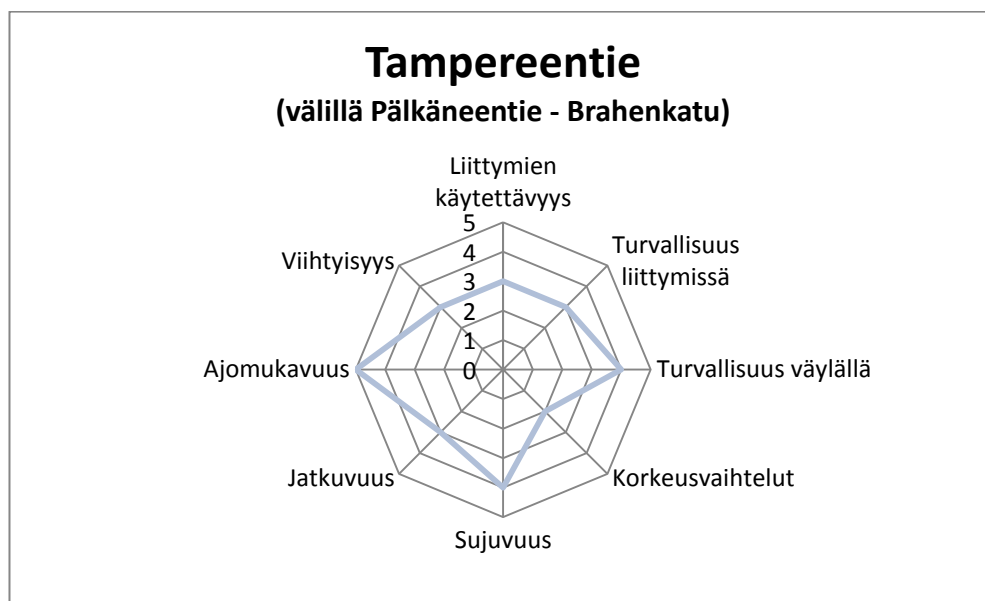 Tampereentie
(välillä Pälkäneentie - Brahenkatu)
Liittymien
käytettävyys
Turvallisuus
liittymissä
Turvallisuus väylällä
Korkeusvaihtelut
Sujuvuus
Jatkuvuus
Ajomukavuus
Viihtyisyys
5
4
3
2
1
0